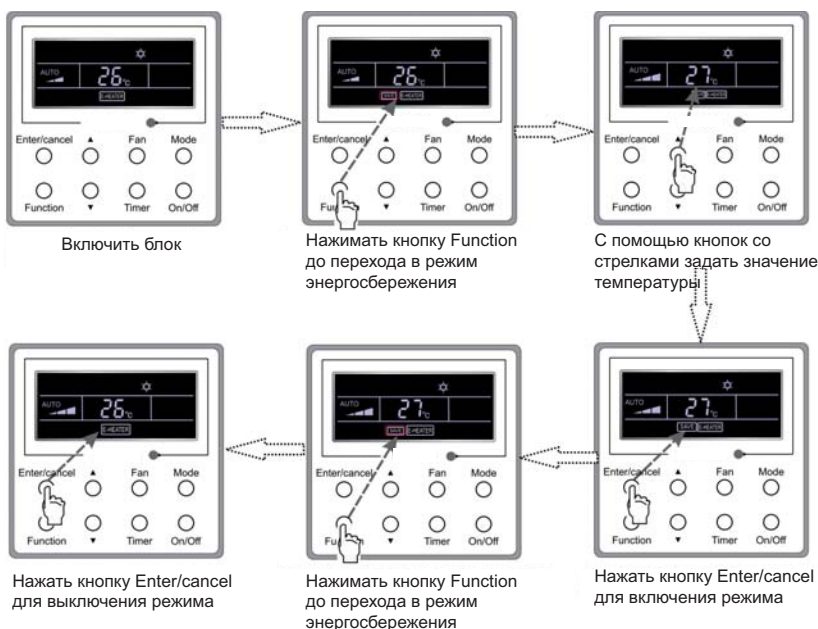 AUTO
26°C
E-HEATER
Enter/cancel ▲ Fan Mode
Function ▼ Timer On/Off
Включить блок
AUTO
26°C
E-HEATER
Enter/cancel ▲ Fan Mode
Timer On/Off
Нажимать кнопку Function
до перехода в режим
энергосбережения
AUTO
27°C
Enter/cancel ▲ Fan Mode
Function ▼ Timer On/Off
С помощью кнопок со
стрелками задать значение
температуры
AUTO
26°C
E-HEATER
Enter/cancel ▲ Fan Mode
Function ▼ Timer On/Off
Нажать кнопку Enter/cancel
для выключения режима
AUTO
27°C
SAVE E-HEATER
Enter/cancel ▲ Fan Mode
▼ Timer On/Off
Нажимать кнопку Function
до перехода в режим
энергосбережения
AUTO
27°C
SAVE E-HEATER
Enter/cancel ▲ Fan Mode
Function ▼ Timer On/Off
Нажать кнопку Enter/cancel
для включения режима